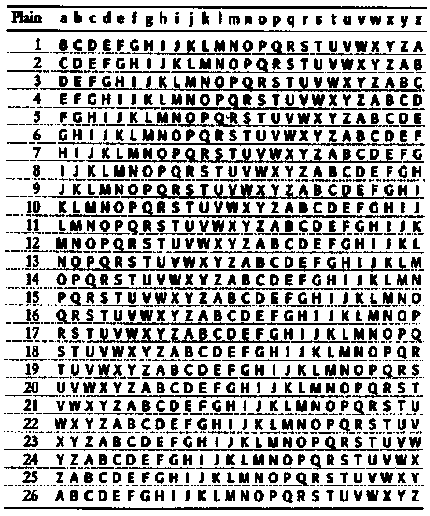 Plain a b c d e f g h i j k l m n o p q r s t u v w x y z
1 B C D E F G H I J K L M N O P Q R S T U V W X Y Z A
2 C D E F G H I J K L M N O P Q R S T U V W X Y Z A B
3 D E F G H I J K L M N O P Q R S T U V W X Y Z A B C
4 E F G H I J K L M N O P Q R S T U V W X Y Z A B C D
5 F G H I J K L M N O P Q R S T U V W X Y Z A B C D E
6 G H I J K L M N O P Q R S T U V W X Y Z A B C D E F
7 H I J K L M N O P Q R S T U V W X Y Z A B C D E F G
8 I J K L M N O P Q R S T U V W X Y Z A B C D E F G H
9 J K L M N O P Q R S T U V W X Y Z A B C D E F G H I
10 K L M N O P Q R S T U V W X Y Z A B C D E F G H I J
11 L M N O P Q R S T U V W X Y Z A B C D E F G H I J K
12 M N O P Q R S T U V W X Y Z A B C D E F G H I J K L
13 N O P Q R S T U V W X Y Z A B C D E F G H I J K L M
14 O P Q R S T U V W X Y Z A B C D E F G H I J K L M N
15 P Q R S T U V W X Y Z A B C D E F G H I J K L M N O
16 Q R S T U V W X Y Z A B C D E F G H I J K L M N O P
17 R S T U V W X Y Z A B C D E F G H I J K L M N O P Q
18 S T U V W X Y Z A B C D E F G H I J K L M N O P Q R
19 T U V W X Y Z A B C D E F G H I J K L M N O P Q R S
20 U V W X Y Z A B C D E F G H I J K L M N O P Q R S T
21 V W X Y Z A B C D E F G H I J K L M N O P Q R S T U
22 W X Y Z A B C D E F G H I J K L M N O P Q R S T U V
23 X Y Z A B C D E F G H I J K L M N O P Q R S T U V W
24 Y Z A B C D E F G H I J K L M N O P Q R S T U V W X
25 Z A B C D E F G H I J K L M N O P Q R S T U V W X Y
26 A B C D E F G H I J K L M N O P Q R S T U V W X Y Z